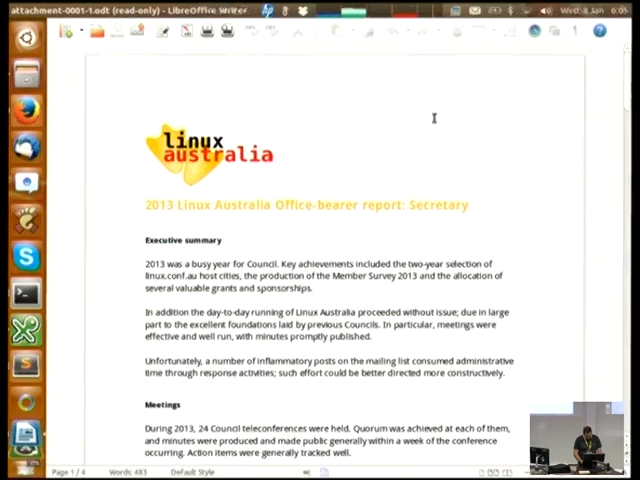 attachment-0001-1.odt (read-only) - LibreOffice Writer
Wed 8 Jan
linux
australia
2013 Linux Australia Office-bearer report: Secretary
Executive summary
2013 was a busy year for Council. Key achievements included the two-year selection of
linux.conf.au host cities, the production of the Member Survey 2013 and the allocation of
several valuable grants and sponsorships.
In addition the day-to-day running of Linux Australia proceeded without issue; due in large
part to the excellent foundations laid by previous Councils. In particular, meetings were
effective and well run, with minutes promptly published.
Unfortunately, a number of inflammatory posts on the mailing list consumed administrative
time through response activities; such effort could be better directed more constructively.
Meetings
During 2013, 24 Council teleconferences were held. Quorum was achieved at each of them,
and minutes were produced and made public generally within a week of the conference
occurring. Action items were generally tracked well.
Page 1 / 4 Words: 483 Default Style